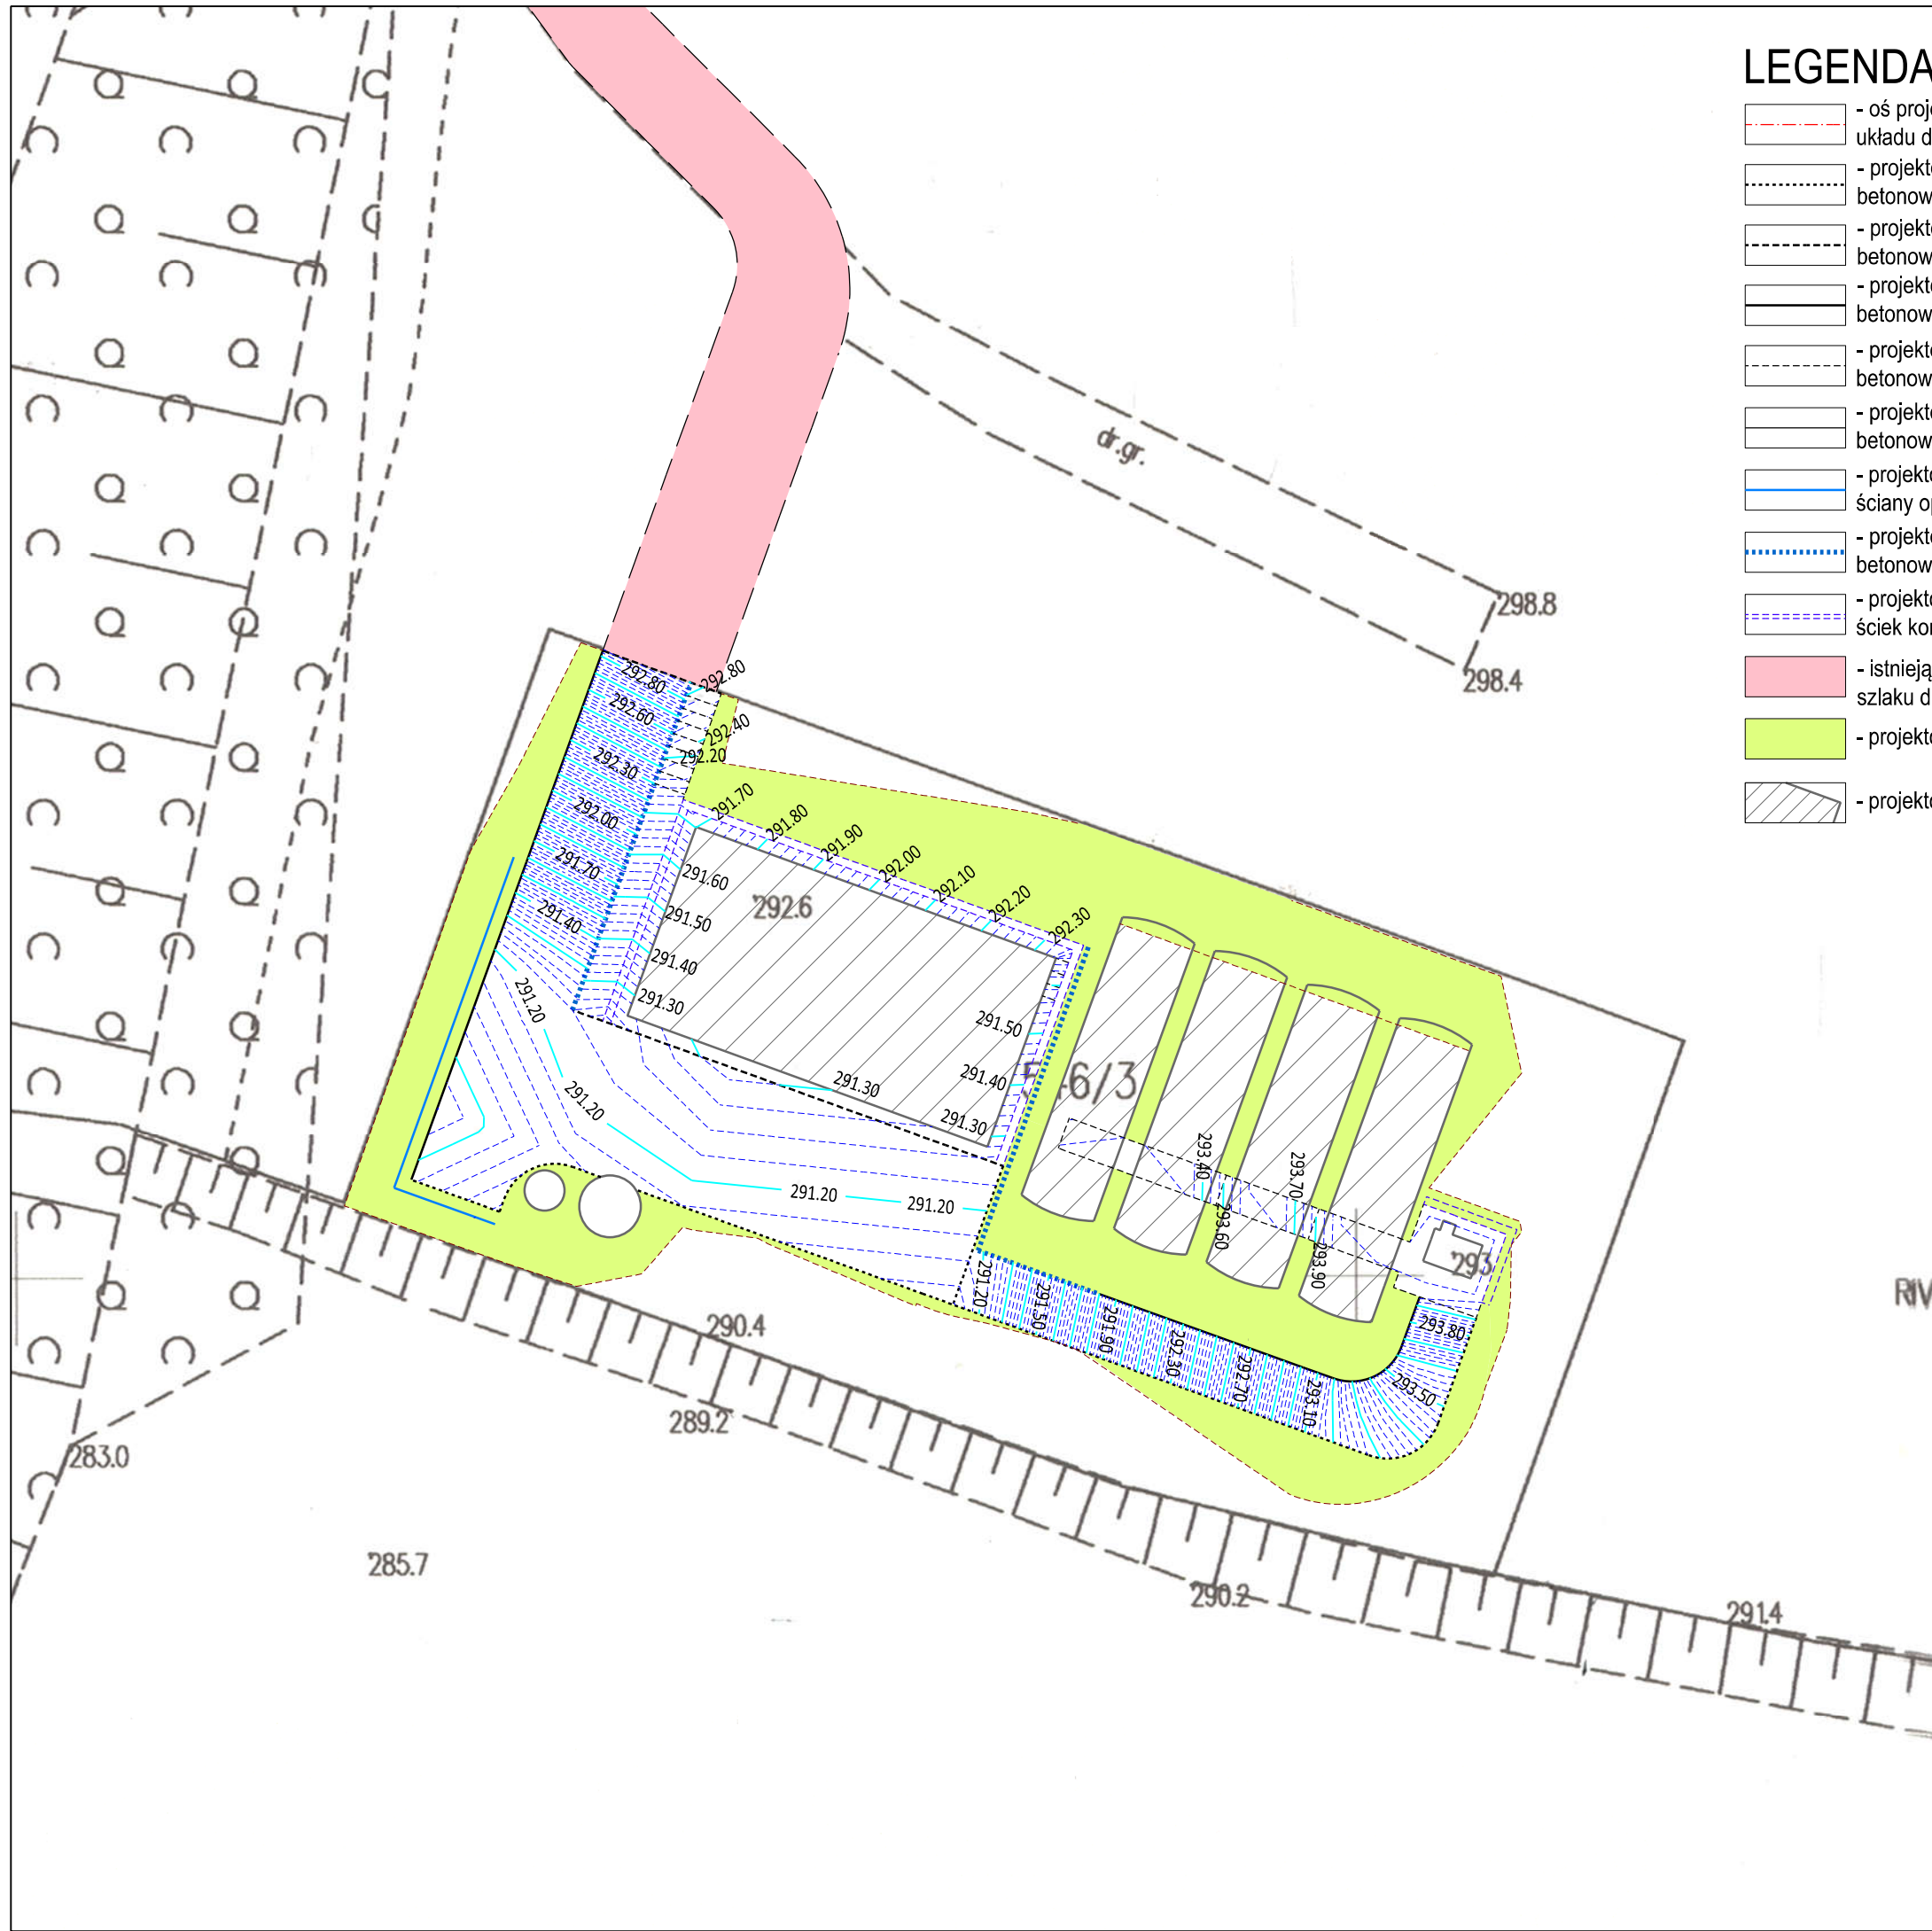 LEGENDA
- oś proj
układu d
- projekt
betonow
- projekt
betonow
- projekt
betonow
- projekt
betonow
- projekt
betonow
- projekt
ściany o
- projekt
betonow
- projekt
ściek ko
- istnieją
szlaku d
- projekt
- projekt
dr.gr.
298.8
298.4
292.80
292.80
292.60
292.40
292.20
292.30
292.00
291.70
291.40
291.70
291.80
291.90
292.00
292.10
292.20
292.30
291.60
291.50
291.40
291.30
292.6
291.20
291.20
291.30
291.50
291.40
291.30
6/3
291.20
291.20
293.40
293.60
293.70
293.90
293
293.80
293.50
291.20
291.50
291.90
292.30
292.70
293.10
RIV
290.4
289.2
283.0
285.7
290.2
291.4